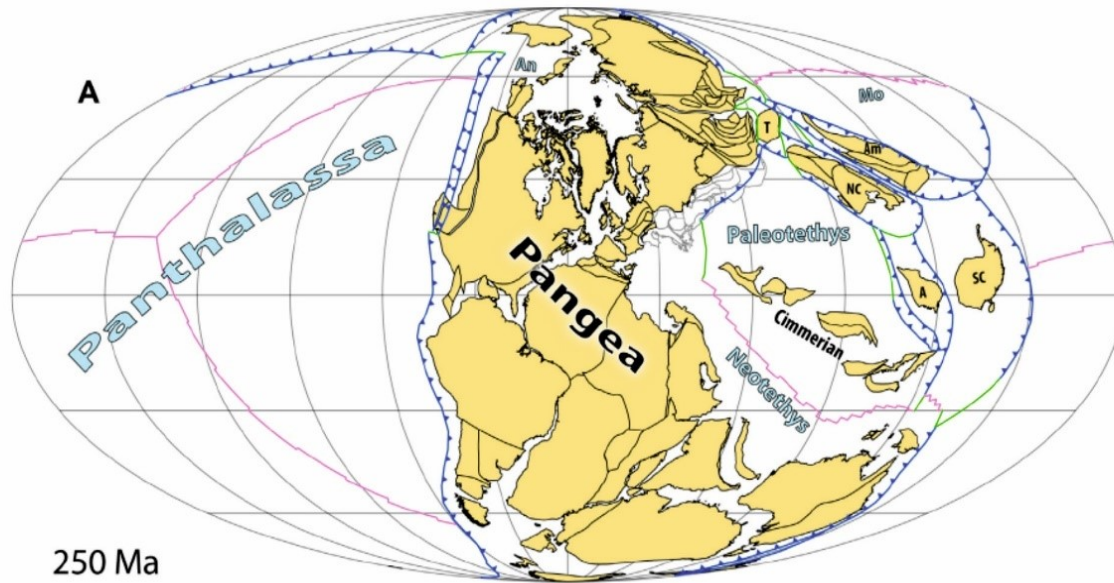 A
An
Mo
T
Am
NC
Panthalassa
Paleotethys
SC
A
Pangea
Cimmerian
Neotethys
250 Ma